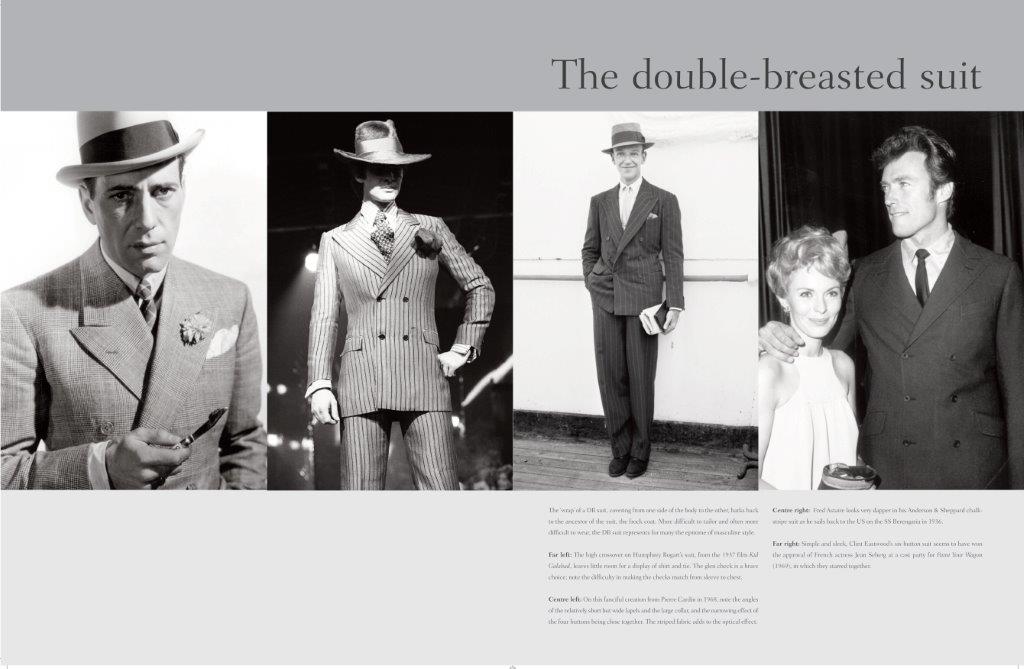 The double-breasted suit
The 'wrap' of a DB suit, covering from one side of the body to the other, harks back
to the ancestor of the suit, the frock coat. More difficult to tailor and often more
difficult to wear, the DB suit represents for many the epitome of masculine style.
Far left: The high crossover on Humphrey Bogart's suit, from the 1937 film Kid
Galahad, leaves little room for a display of shirt and tie. The glen check is a brave
choice; note the difficulty in making the checks match from sleeve to chest.
Centre left: On this fanciful creation from Pierre Cardin in 1968, note the angles
of the relatively short but wide lapels and the large collar, and the narrowing effect of
the four buttons being close together. The striped fabric adds to the optical effect.
Centre right: Fred Astaire looks very dapper in his Anderson & Sheppard chalk-
stripe suit as he sails back to the US on the SS Berengaria in 1936.
Far right: Simple and sleek, Clint Eastwood's six-button suit seems to have won
the approval of French actress Jean Seberg at a cast party for Paint Your Wagon
(1969), in which they starred together.